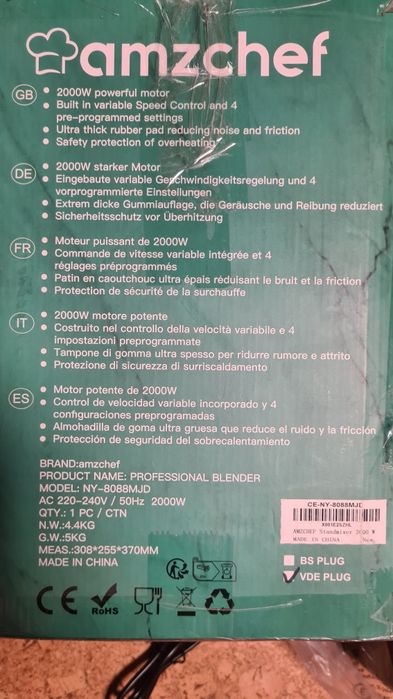 amzchef
GB
2000W powerful motor
Built in variable Speed Control and 4
pre-programmed settings
Ultra thick rubber pad reducing noise and friction
Safety protection of overheating
DE
2000W starker Motor
Eingebaute variable Geschwindigkeitsregelung und 4
vorprogrammierte Einstellungen
Extrem dicke Gummiauflage, die Geräusche und Reibung reduziert
Sicherheitsschutz vor Überhitzung
FR
Moteur puissant de 2000W
Commande de vitesse variable intégrée et 4
réglages préprogrammés
Patin en caoutchouc ultra épais réduisant le bruit et la friction
Protection de sécurité de la surchauffe
IT
2000W motore potente
Costruito nel controllo della velocità variabile e 4
impostazioni preprogrammate
Tampone di gomma ultra spesso per ridurre rumore e attrito
Protezione di sicurezza di surriscaldamento
ES
Motor potente de 2000W
Control de velocidad variable incorporado y 4
configuraciones preprogramadas
Almohadilla de goma ultra gruesa que reduce el ruido y la fricción
Protección de seguridad del sobrecalentamiento
BRAND:amzchef
PRODUCT NAME: PROFESSIONAL BLENDER
MODEL: NY-8088MJD
AC 220-240V / 50Hz 2000W
QTY.: 1 PC / CTN
N.W.:4.4KG
G.W.:5KG
MEAS.:308*255*370MM
MADE IN CHINA
CE-NY-8088MJD
AMZCHEF Standmixer 2000 W
MADE IN CHINA New
BS PLUG
VDE PLUG
CE
RoHS